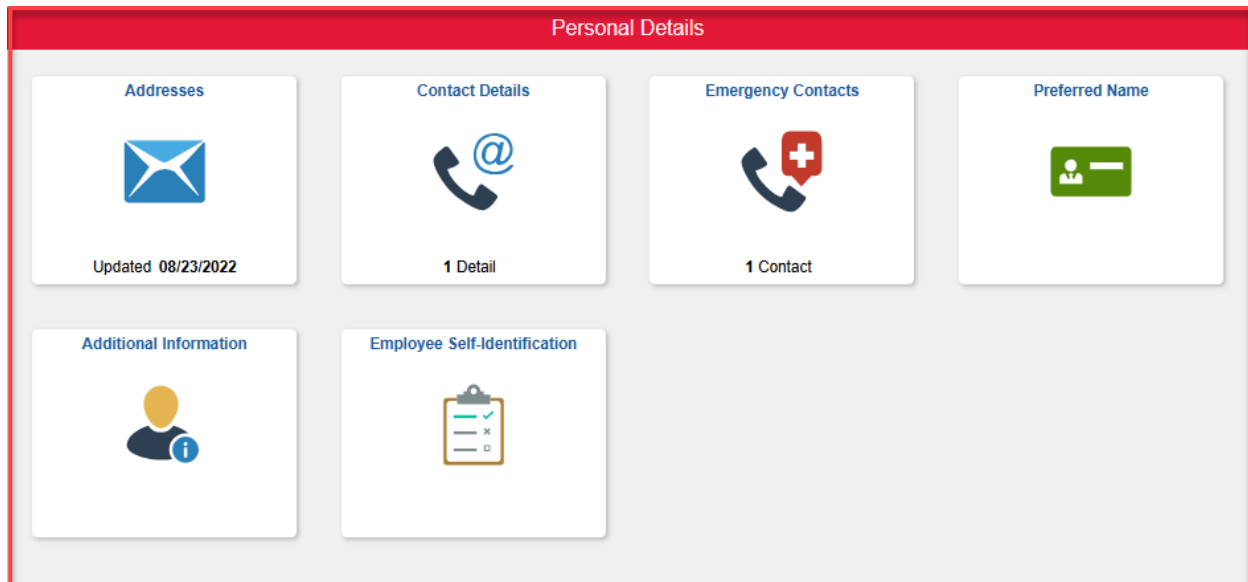 Personal Details
Addresses
Contact Details
Emergency Contacts
Preferred Name
@
Updated 08/23/2022
1 Detail
1 Contact
Additional Information
Employee Self-Identification
i